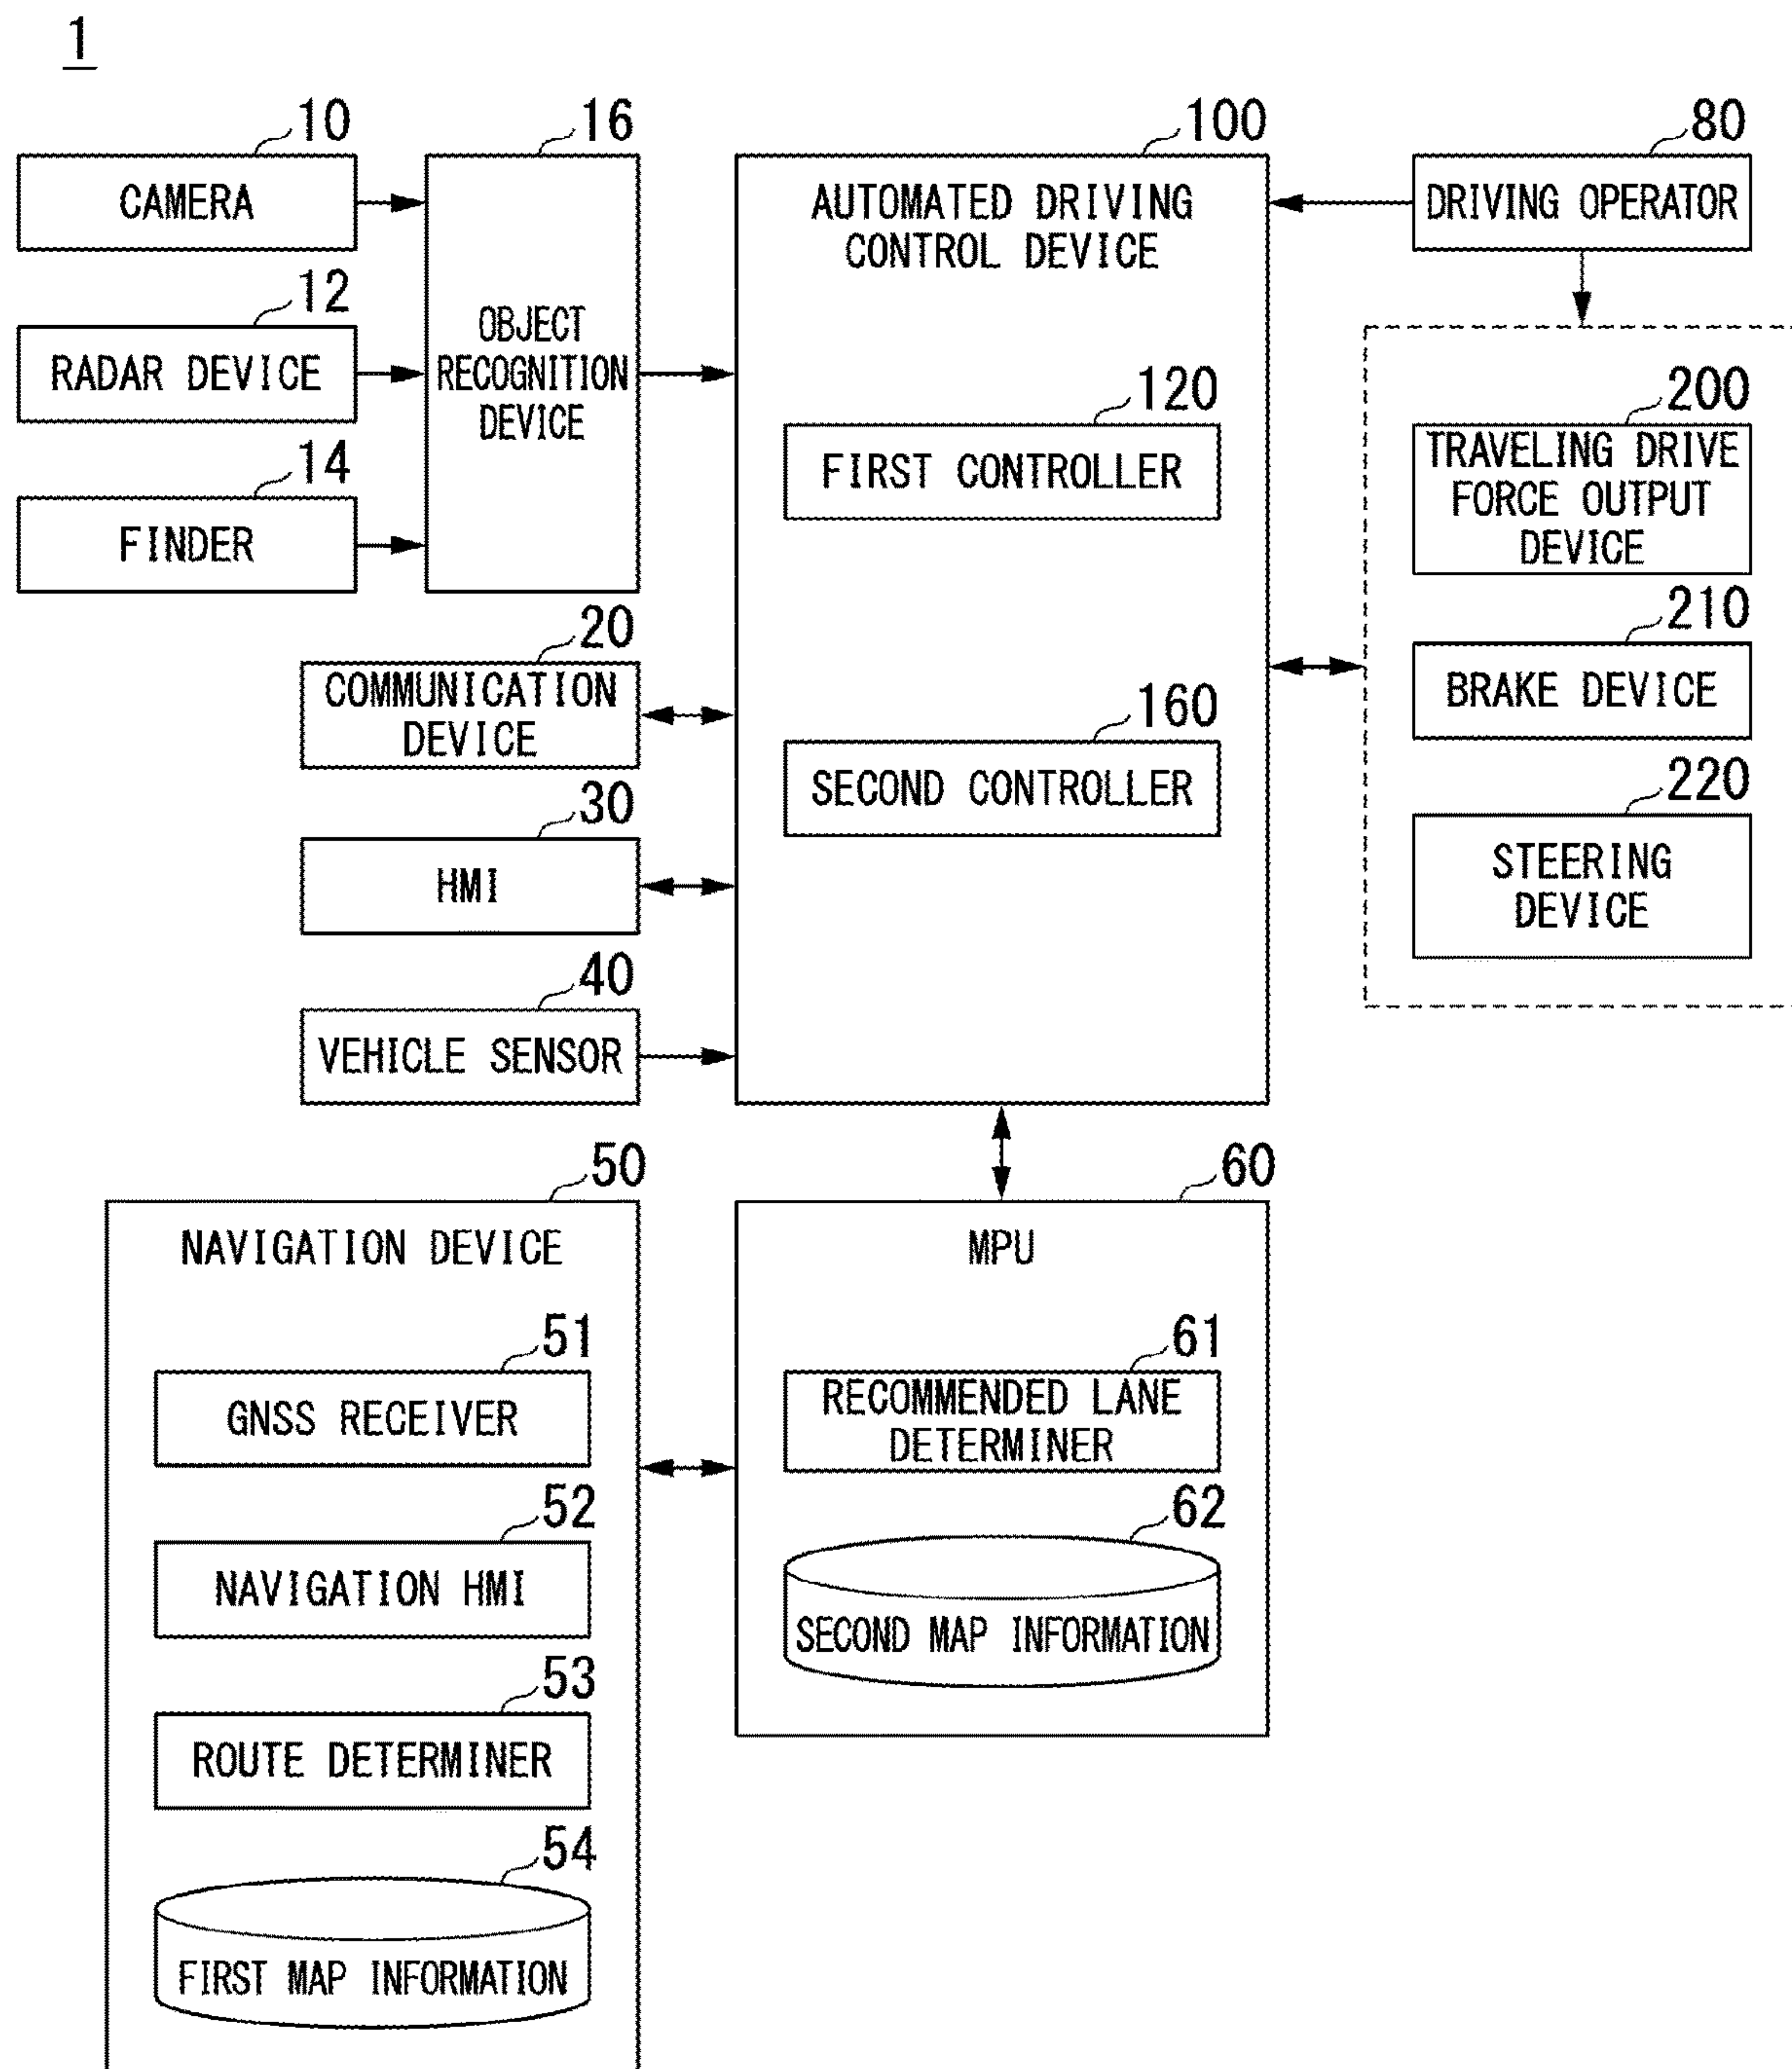 1
10
CAMERA
12
RADAR DEVICE
14
FINDER
16
OBJECT
RECOGNITION
DEVICE
20
COMMUNICATION
DEVICE
30
HMI
40
VEHICLE SENSOR
100
AUTOMATED DRIVING
CONTROL DEVICE
120
FIRST CONTROLLER
160
SECOND CONTROLLER
80
DRIVING OPERATOR
200
TRAVELING DRIVE
FORCE OUTPUT
DEVICE
210
BRAKE DEVICE
220
STEERING
DEVICE
50
NAVIGATION DEVICE
51
GNSS RECEIVER
52
NAVIGATION HMI
53
ROUTE DETERMINER
54
FIRST MAP INFORMATION
60
MPU
61
RECOMMENDED LANE
DETERMINER
62
SECOND MAP INFORMATION